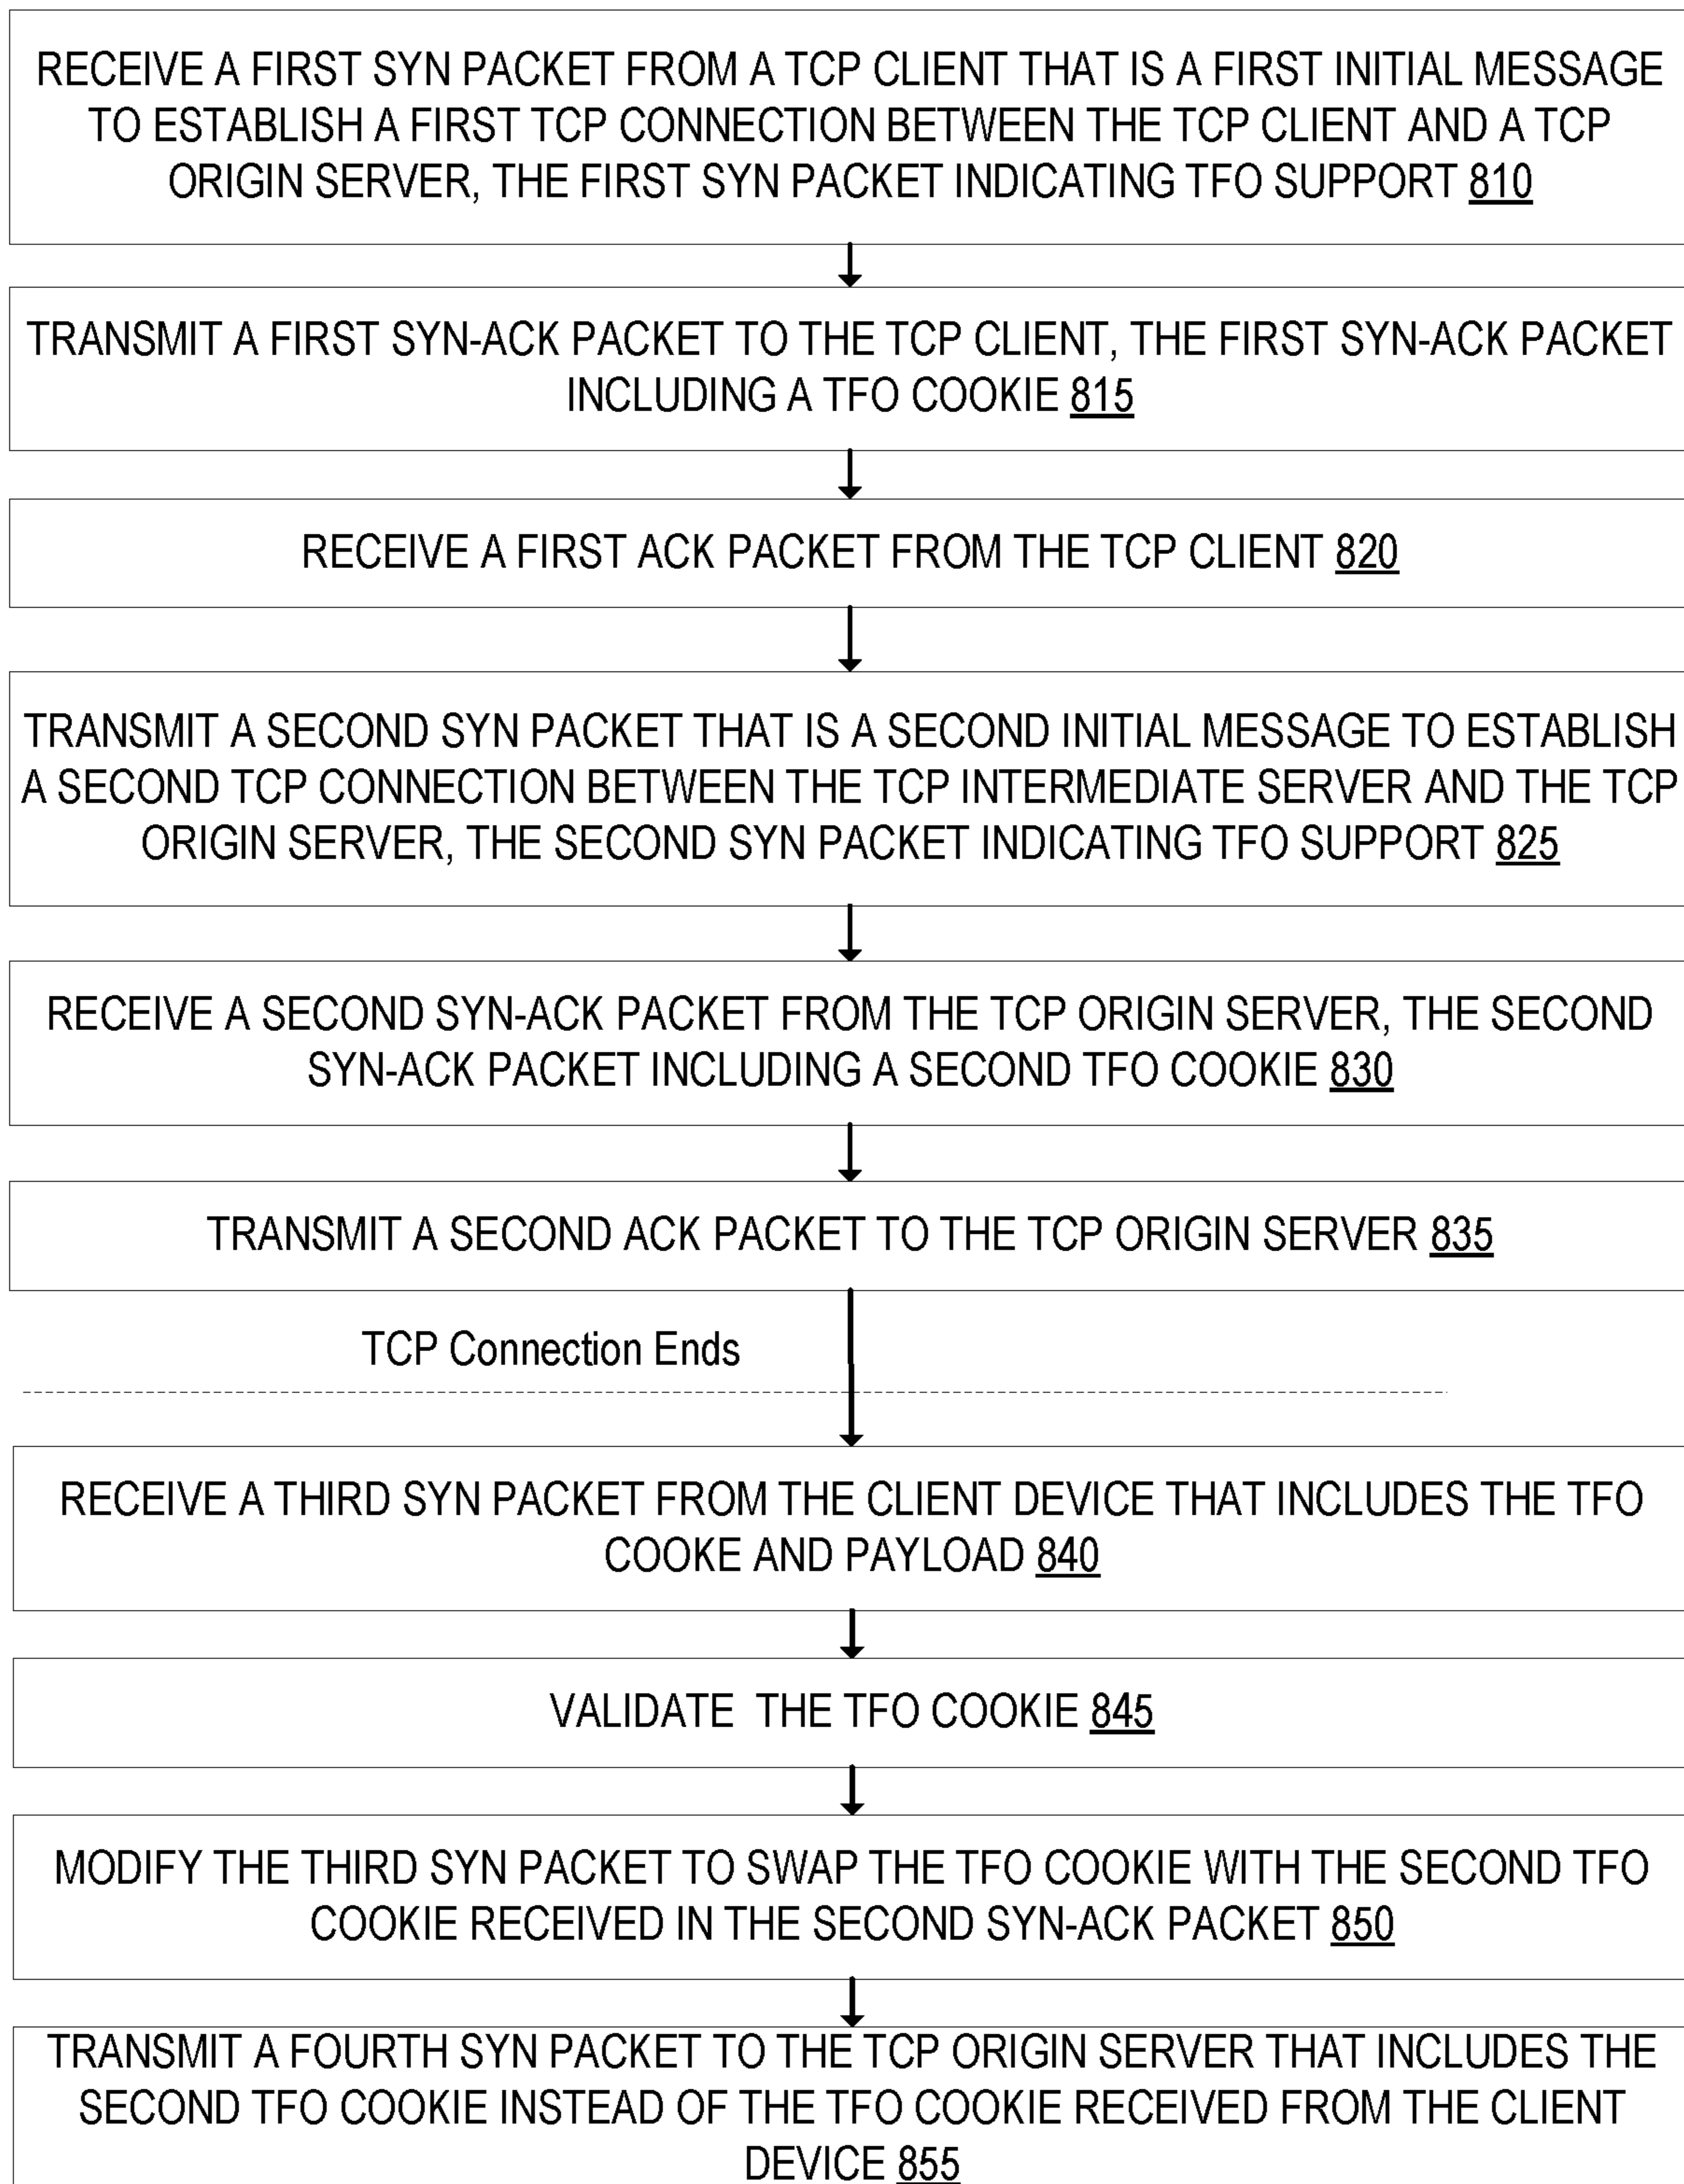 RECEIVE A FIRST SYN PACKET FROM A TCP CLIENT THAT IS A FIRST INITIAL MESSAGE
TO ESTABLISH A FIRST TCP CONNECTION BETWEEN THE TCP CLIENT AND A TCP
ORIGIN SERVER, THE FIRST SYN PACKET INDICATING TFO SUPPORT 810
TRANSMIT A FIRST SYN-ACK PACKET TO THE TCP CLIENT, THE FIRST SYN-ACK PACKET
INCLUDING A TFO COOKIE 815
RECEIVE A FIRST ACK PACKET FROM THE TCP CLIENT 820
TRANSMIT A SECOND SYN PACKET THAT IS A SECOND INITIAL MESSAGE TO ESTABLISH
A SECOND TCP CONNECTION BETWEEN THE TCP INTERMEDIATE SERVER AND THE TCP
ORIGIN SERVER, THE SECOND SYN PACKET INDICATING TFO SUPPORT 825
RECEIVE A SECOND SYN-ACK PACKET FROM THE TCP ORIGIN SERVER, THE SECOND
SYN-ACK PACKET INCLUDING A SECOND TFO COOKIE 830
TRANSMIT A SECOND ACK PACKET TO THE TCP ORIGIN SERVER 835
TCP Connection Ends
RECEIVE A THIRD SYN PACKET FROM THE CLIENT DEVICE THAT INCLUDES THE TFO
COOKE AND PAYLOAD 840
VALIDATE THE TFO COOKIE 845
MODIFY THE THIRD SYN PACKET TO SWAP THE TFO COOKIE WITH THE SECOND TFO
COOKIE RECEIVED IN THE SECOND SYN-ACK PACKET 850
TRANSMIT A FOURTH SYN PACKET TO THE TCP ORIGIN SERVER THAT INCLUDES THE
SECOND TFO COOKIE INSTEAD OF THE TFO COOKIE RECEIVED FROM THE CLIENT
DEVICE 855